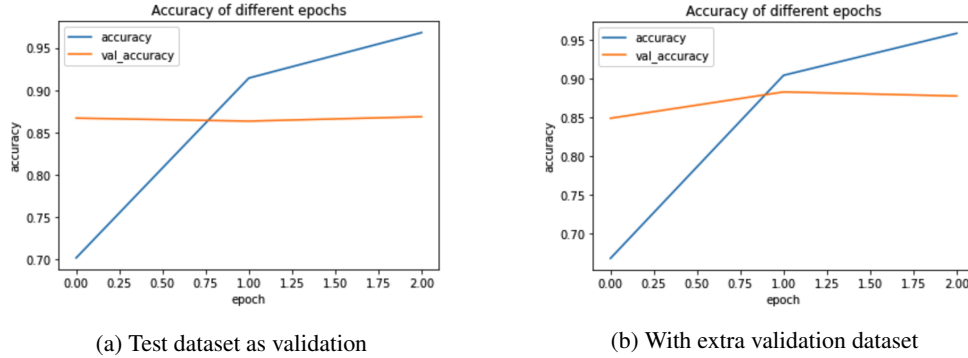 Accuracy of different epochs
accuracy
val_accuracy
0.95
0.90
0.85
0.80
0.75
0.70
accuracy
0.00 0.25 0.50 0.75 1.00 1.25 1.50 1.75 2.00
epoch
(a) Test dataset as validation
Accuracy of different epochs
accuracy
val_accuracy
0.95
0.90
0.85
0.80
0.75
0.70
accuracy
0.00 0.25 0.50 0.75 1.00 1.25 1.50 1.75 2.00
epoch
(b) With extra validation dataset